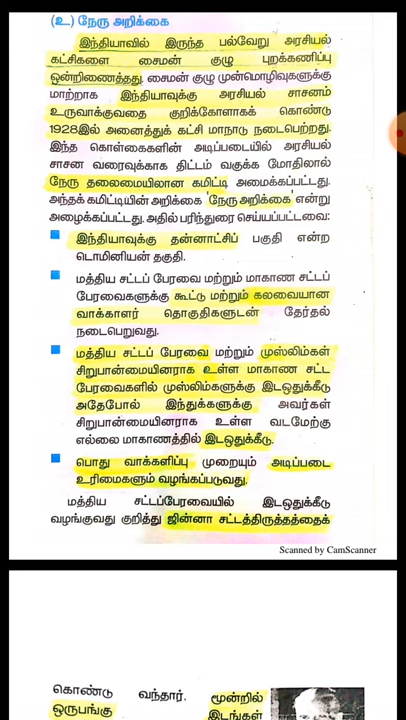 (உ) நேரு அறிக்கை
இந்தியாவில் இருந்த பல்வேறு அரசியல்
கட்சிகளை சைமன் குழு புறக்கணிப்பு
ஒன்றிணைத்தது. சைமன் குழு முன்மொழிவுகளுக்கு
மாற்றாக இந்தியாவுக்கு அரசியல் சாசனம்
உருவாக்குவதை குறிக்கோளாகக் கொண்டு
1928இல் அனைத்துக் கட்சி மாநாடு நடைபெற்றது.
இந்த கொள்கைகளின் அடிப்படையில் அரசியல்
சாசன வரைவுக்காக திட்டம் வகுக்க மோதிலால்
நேரு தலைமையிலான கமிட்டி அமைக்கப்பட்டது.
அந்தக் கமிட்டியின் அறிக்கை 'நேரு அறிக்கை' என்று
அழைக்கப்பட்டது. அதில் பரிந்துரை செய்யப்பட்டவை:
இந்தியாவுக்கு தன்னாட்சிப் பகுதி என்ற
டொமினியன் தகுதி.
மத்திய சட்டப் பேரவை மற்றும் மாகாண சட்டப்
பேரவைகளுக்கு கூட்டு மற்றும் கலவையான
வாக்காளர் தொகுதிகளுடன் தேர்தல்
நடைபெறுவது.
மத்திய சட்டப் பேரவை மற்றும் முஸ்லிம்கள்
சிறுபான்மையினராக உள்ள மாகாண சட்ட
பேரவைகளில் முஸ்லிம்களுக்கு இடஒதுக்கீடு
அதேபோல் இந்துக்களுக்கு அவர்கள்
சிறுபான்மையினராக உள்ள வடமேற்கு
எல்லை மாகாணத்தில் இடஒதுக்கீடு.
பொது வாக்களிப்பு முறையும் அடிப்படை
உரிமைகளும் வழங்கப்படுவது.
மத்திய சட்டப்பேரவையில் இடஒதுக்கீடு
வழங்குவது குறித்து ஜின்னா சட்டத்திருத்தத்தைக்
Scanned by CamScanner
கொண்டு வந்தார். மூன்றில்
ஒருபங்கு இடங்கள்